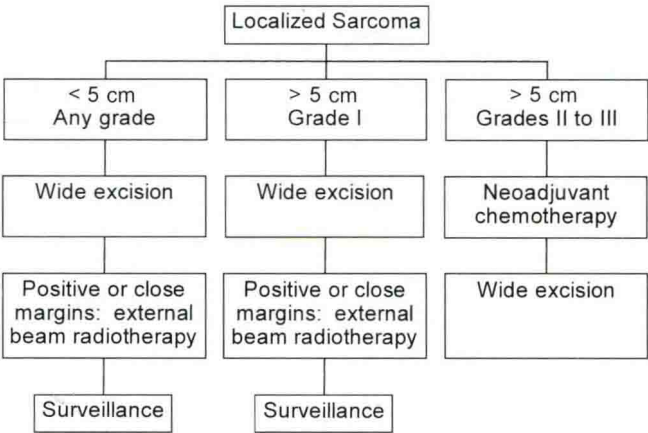 Localized Sarcoma
< 5 cm
Any grade
> 5 cm
Grade I
> 5 cm
Grades II to III
Wide excision
Wide excision
Neoadjuvant
chemotherapy
Positive or close
margins: external
beam radiotherapy
Positive or close
margins: external
beam radiotherapy
Wide excision
Surveillance
Surveillance